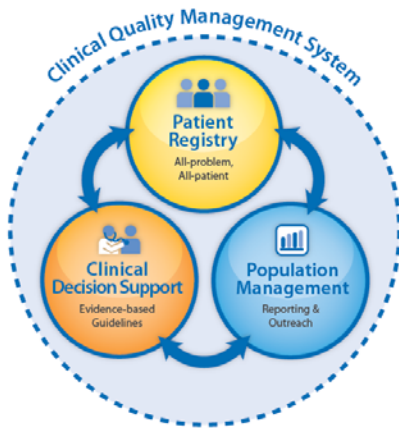 Clinical Quality Management System
Patient
Registry
All-problem,
All-patient
Clinical
Decision Support
Evidence-based
Guidelines
Population
Management
Reporting &
Outreach